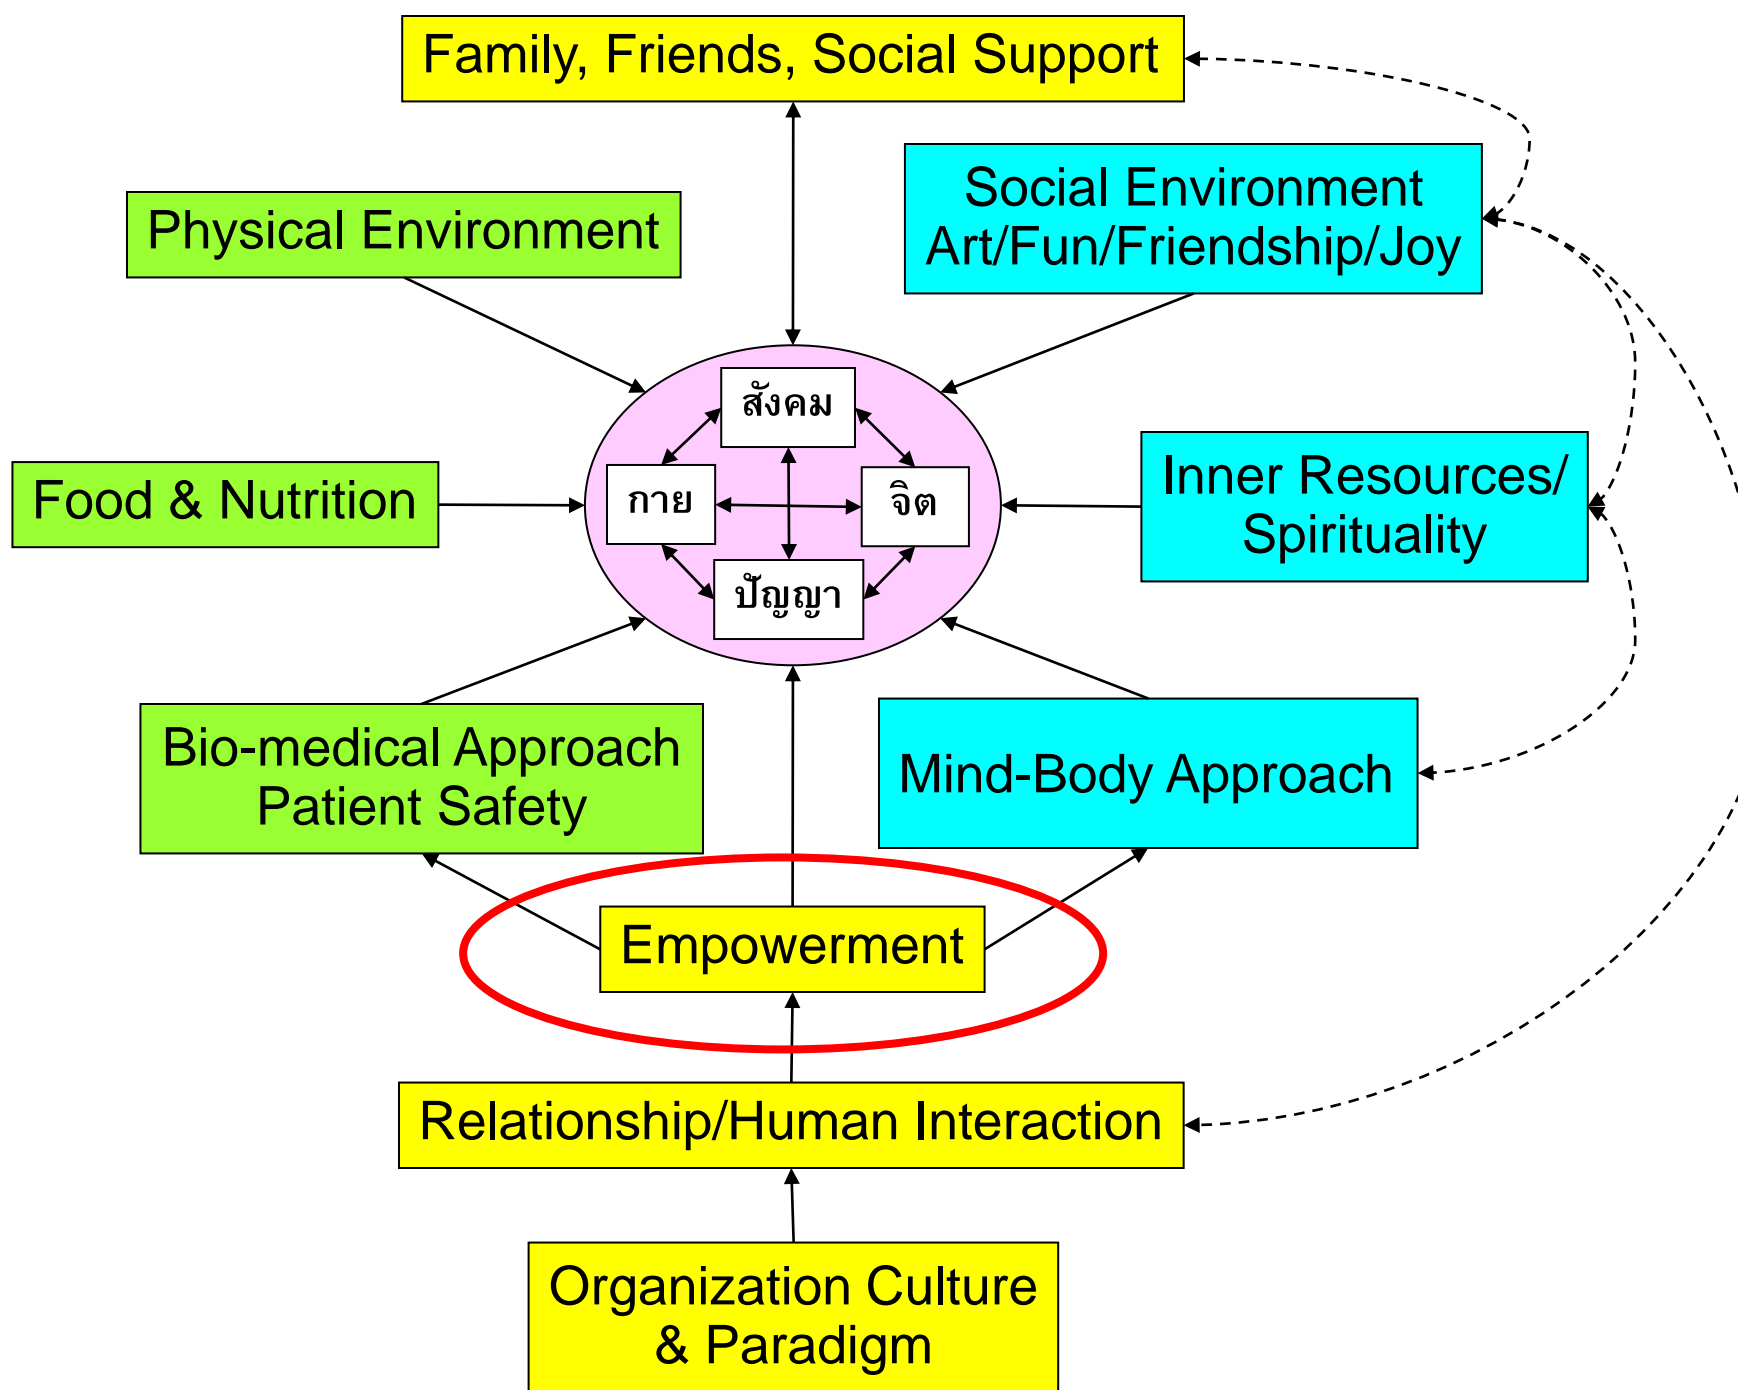 Family, Friends, Social Support
Social Environment
Art/Fun/Friendship/Joy
Physical Environment
สังคม
กาย
จิต
ปัญญา
Food & Nutrition
Inner Resources/
Spirituality
Bio-medical Approach
Patient Safety
Mind-Body Approach
Empowerment
Relationship/Human Interaction
Organization Culture
& Paradigm